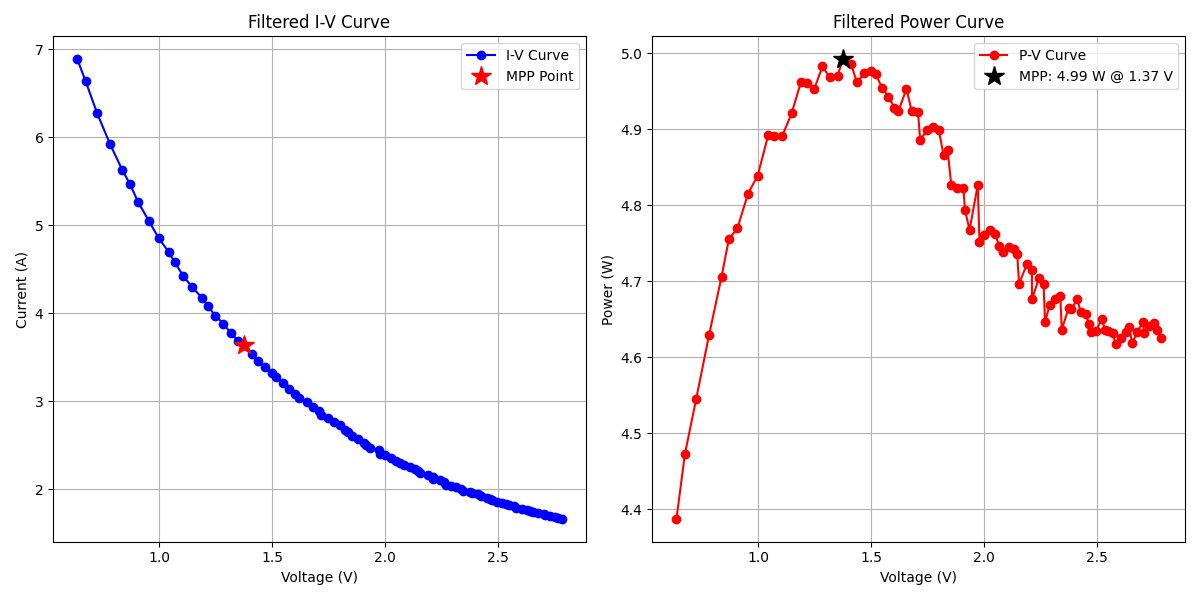 Filtered I-V Curve
I-V Curve
MPP Point
7
6
5
4
3
2
Current (A)
1.0 1.5 2.0 2.5
Voltage (V)
Filtered Power Curve
P-V Curve
MPP: 4.99 W @ 1.37 V
5.0
4.9
4.8
4.7
4.6
4.5
4.4
Power (W)
1.0 1.5 2.0 2.5
Voltage (V)